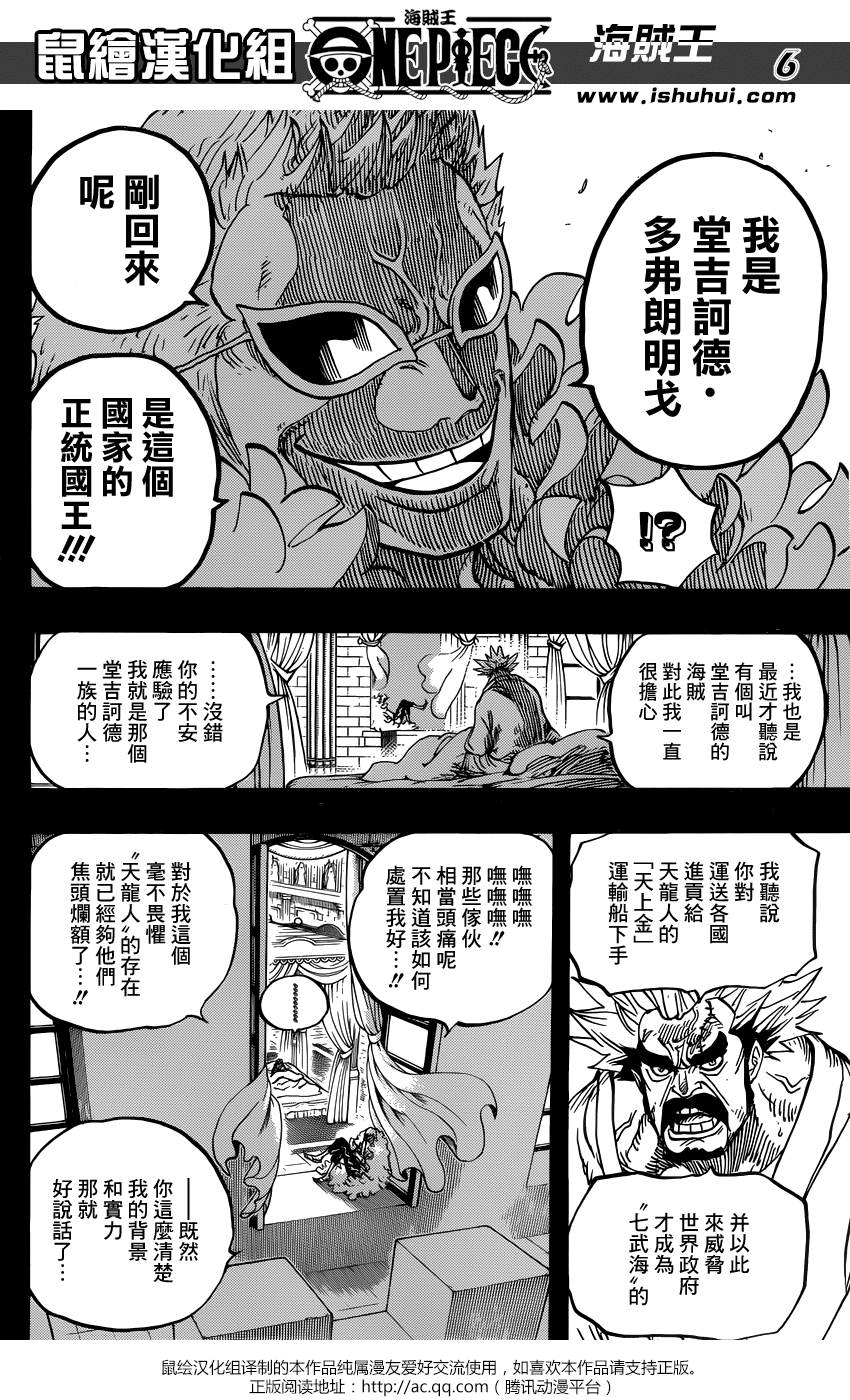 鼠繪漢化組
海賊王
ONE PIECE
海賊王
6
www.ishuhui.com
我是
堂吉訶德·
多弗朗明戈
!?
剛回來
呢
是這個
國家的
正統國王!!!
…我也是
最近才聽說
有個叫
堂吉訶德的
海賊
對此我一直
很擔心
……沒錯
你的不安
應驗了
我就是那個
堂吉訶德
一族的人…
我聽說
你對
運送各國
進貢給
天龍人的
「天上金」
運輸船下手
并以此
來威脅
世界政府
才成為
〝七武海〞的
嘸嘸嘸
嘸嘸嘸!!
那些傢伙
相當頭痛呢
不知道該如何
處置我好…!!
對於我這個
毫不畏懼
〝天龍人〞的存在
就已經夠他們
焦頭爛額了…!!
………
——既然
你這麼清楚
我的背景
和實力
那就
好說話了…
鼠绘汉化组译制的本作品纯属漫友爱好交流使用，如喜欢本作品请支持正版。
正版阅读地址：http://ac.qq.com（腾讯动漫平台）